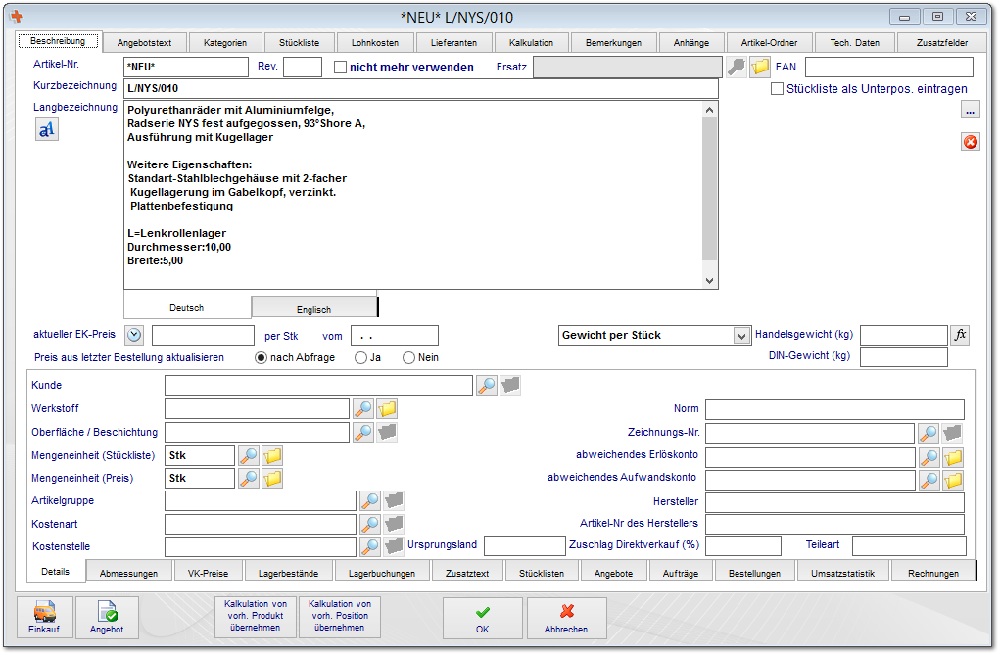 *NEU* L/NYS/010
Beschreibung Angebotstext Kategorien Stückliste Lohnkosten Lieferanten Kalkulation Bemerkungen Anhänge Artikel-Ordner Tech. Daten Zusatzfelder
Artikel-Nr. *NEU* Rev. nicht mehr verwenden Ersatz EAN
Kurzbezeichnung L/NYS/010 Stückliste als Unterpos. eintragen
Langbezeichnung Polyurethanräder mit Aluminiumfelge, ...
aA Radserie NYS fest aufgegossen, 93°Shore A,
Ausführung mit Kugellager
Weitere Eigenschaften:
Standart-Stahlblechgehäuse mit 2-facher
Kugellagerung im Gabelkopf, verzinkt.
Plattenbefestigung
L=Lenkrollenlager
Durchmesser:10,00
Breite:5,00
Deutsch Englisch
aktueller EK-Preis per Stk vom . . Gewicht per Stück Handelsgewicht (kg) fx
Preis aus letzter Bestellung aktualisieren nach Abfrage Ja Nein DIN-Gewicht (kg)
Kunde
Werkstoff Norm
Oberfläche / Beschichtung Zeichnungs-Nr.
Mengeneinheit (Stückliste) Stk abweichendes Erlöskonto
Mengeneinheit (Preis) Stk abweichendes Aufwandskonto
Artikelgruppe Hersteller
Kostenart Artikel-Nr des Herstellers
Kostenstelle Ursprungsland Zuschlag Direktverkauf (%) Teileart
Details Abmessungen VK-Preise Lagerbestände Lagerbuchungen Zusatztext Stücklisten Angebote Aufträge Bestellungen Umsatzstatistik Rechnungen
Einkauf Angebot
Kalkulation von
vorh. Produkt
übernehmen
Kalkulation von
vorh. Position
übernehmen
OK Abbrechen